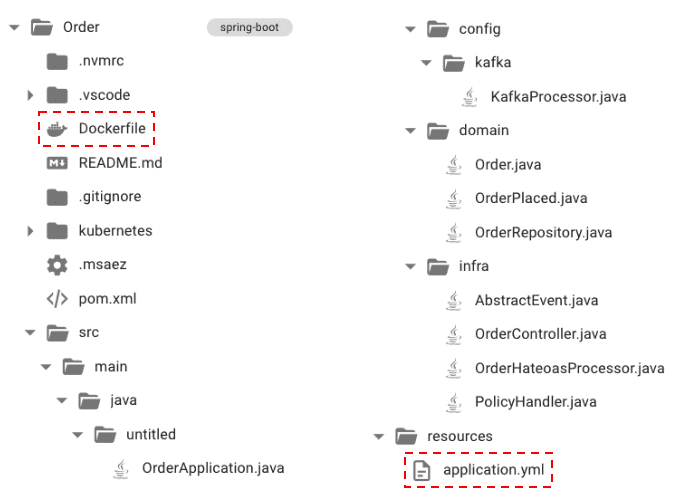 Order
spring-boot
.nvmrc
.vscode
Dockerfile
README.md
.gitignore
kubernetes
.msaez
pom.xml
src
main
java
untitled
OrderApplication.java
config
kafka
KafkaProcessor.java
domain
Order.java
OrderPlaced.java
OrderRepository.java
infra
AbstractEvent.java
OrderController.java
OrderHateoasProcessor.java
PolicyHandler.java
resources
application.yml